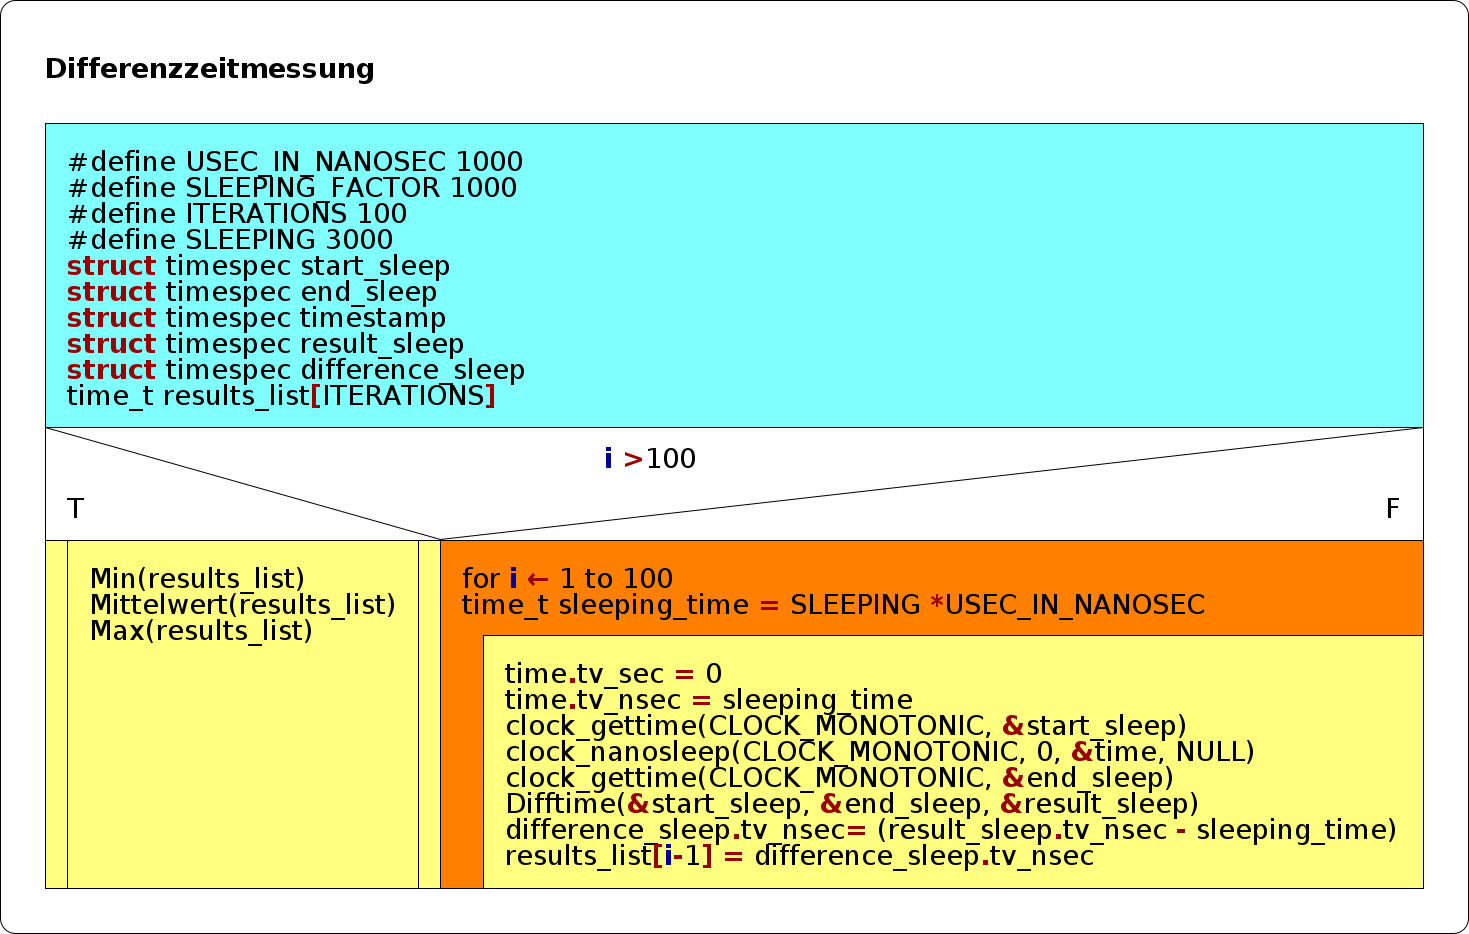 Differenzzeitmessung
#define USEC_IN_NANOSEC 1000
#define SLEEPING_FACTOR 1000
#define ITERATIONS 100
#define SLEEPING 3000
struct timespec start_sleep
struct timespec end_sleep
struct timespec timestamp
struct timespec result_sleep
struct timespec difference_sleep
time_t results_list[ITERATIONS]
i >100
T
F
Min(results_list)
Mittelwert(results_list)
Max(results_list)
for i ← 1 to 100
time_t sleeping_time = SLEEPING *USEC_IN_NANOSEC
time.tv_sec = 0
time.tv_nsec = sleeping_time
clock_gettime(CLOCK_MONOTONIC, &start_sleep)
clock_nanosleep(CLOCK_MONOTONIC, 0, &time, NULL)
clock_gettime(CLOCK_MONOTONIC, &end_sleep)
Difftime(&start_sleep, &end_sleep, &result_sleep)
difference_sleep.tv_nsec= (result_sleep.tv_nsec - sleeping_time)
results_list[i-1] = difference_sleep.tv_nsec